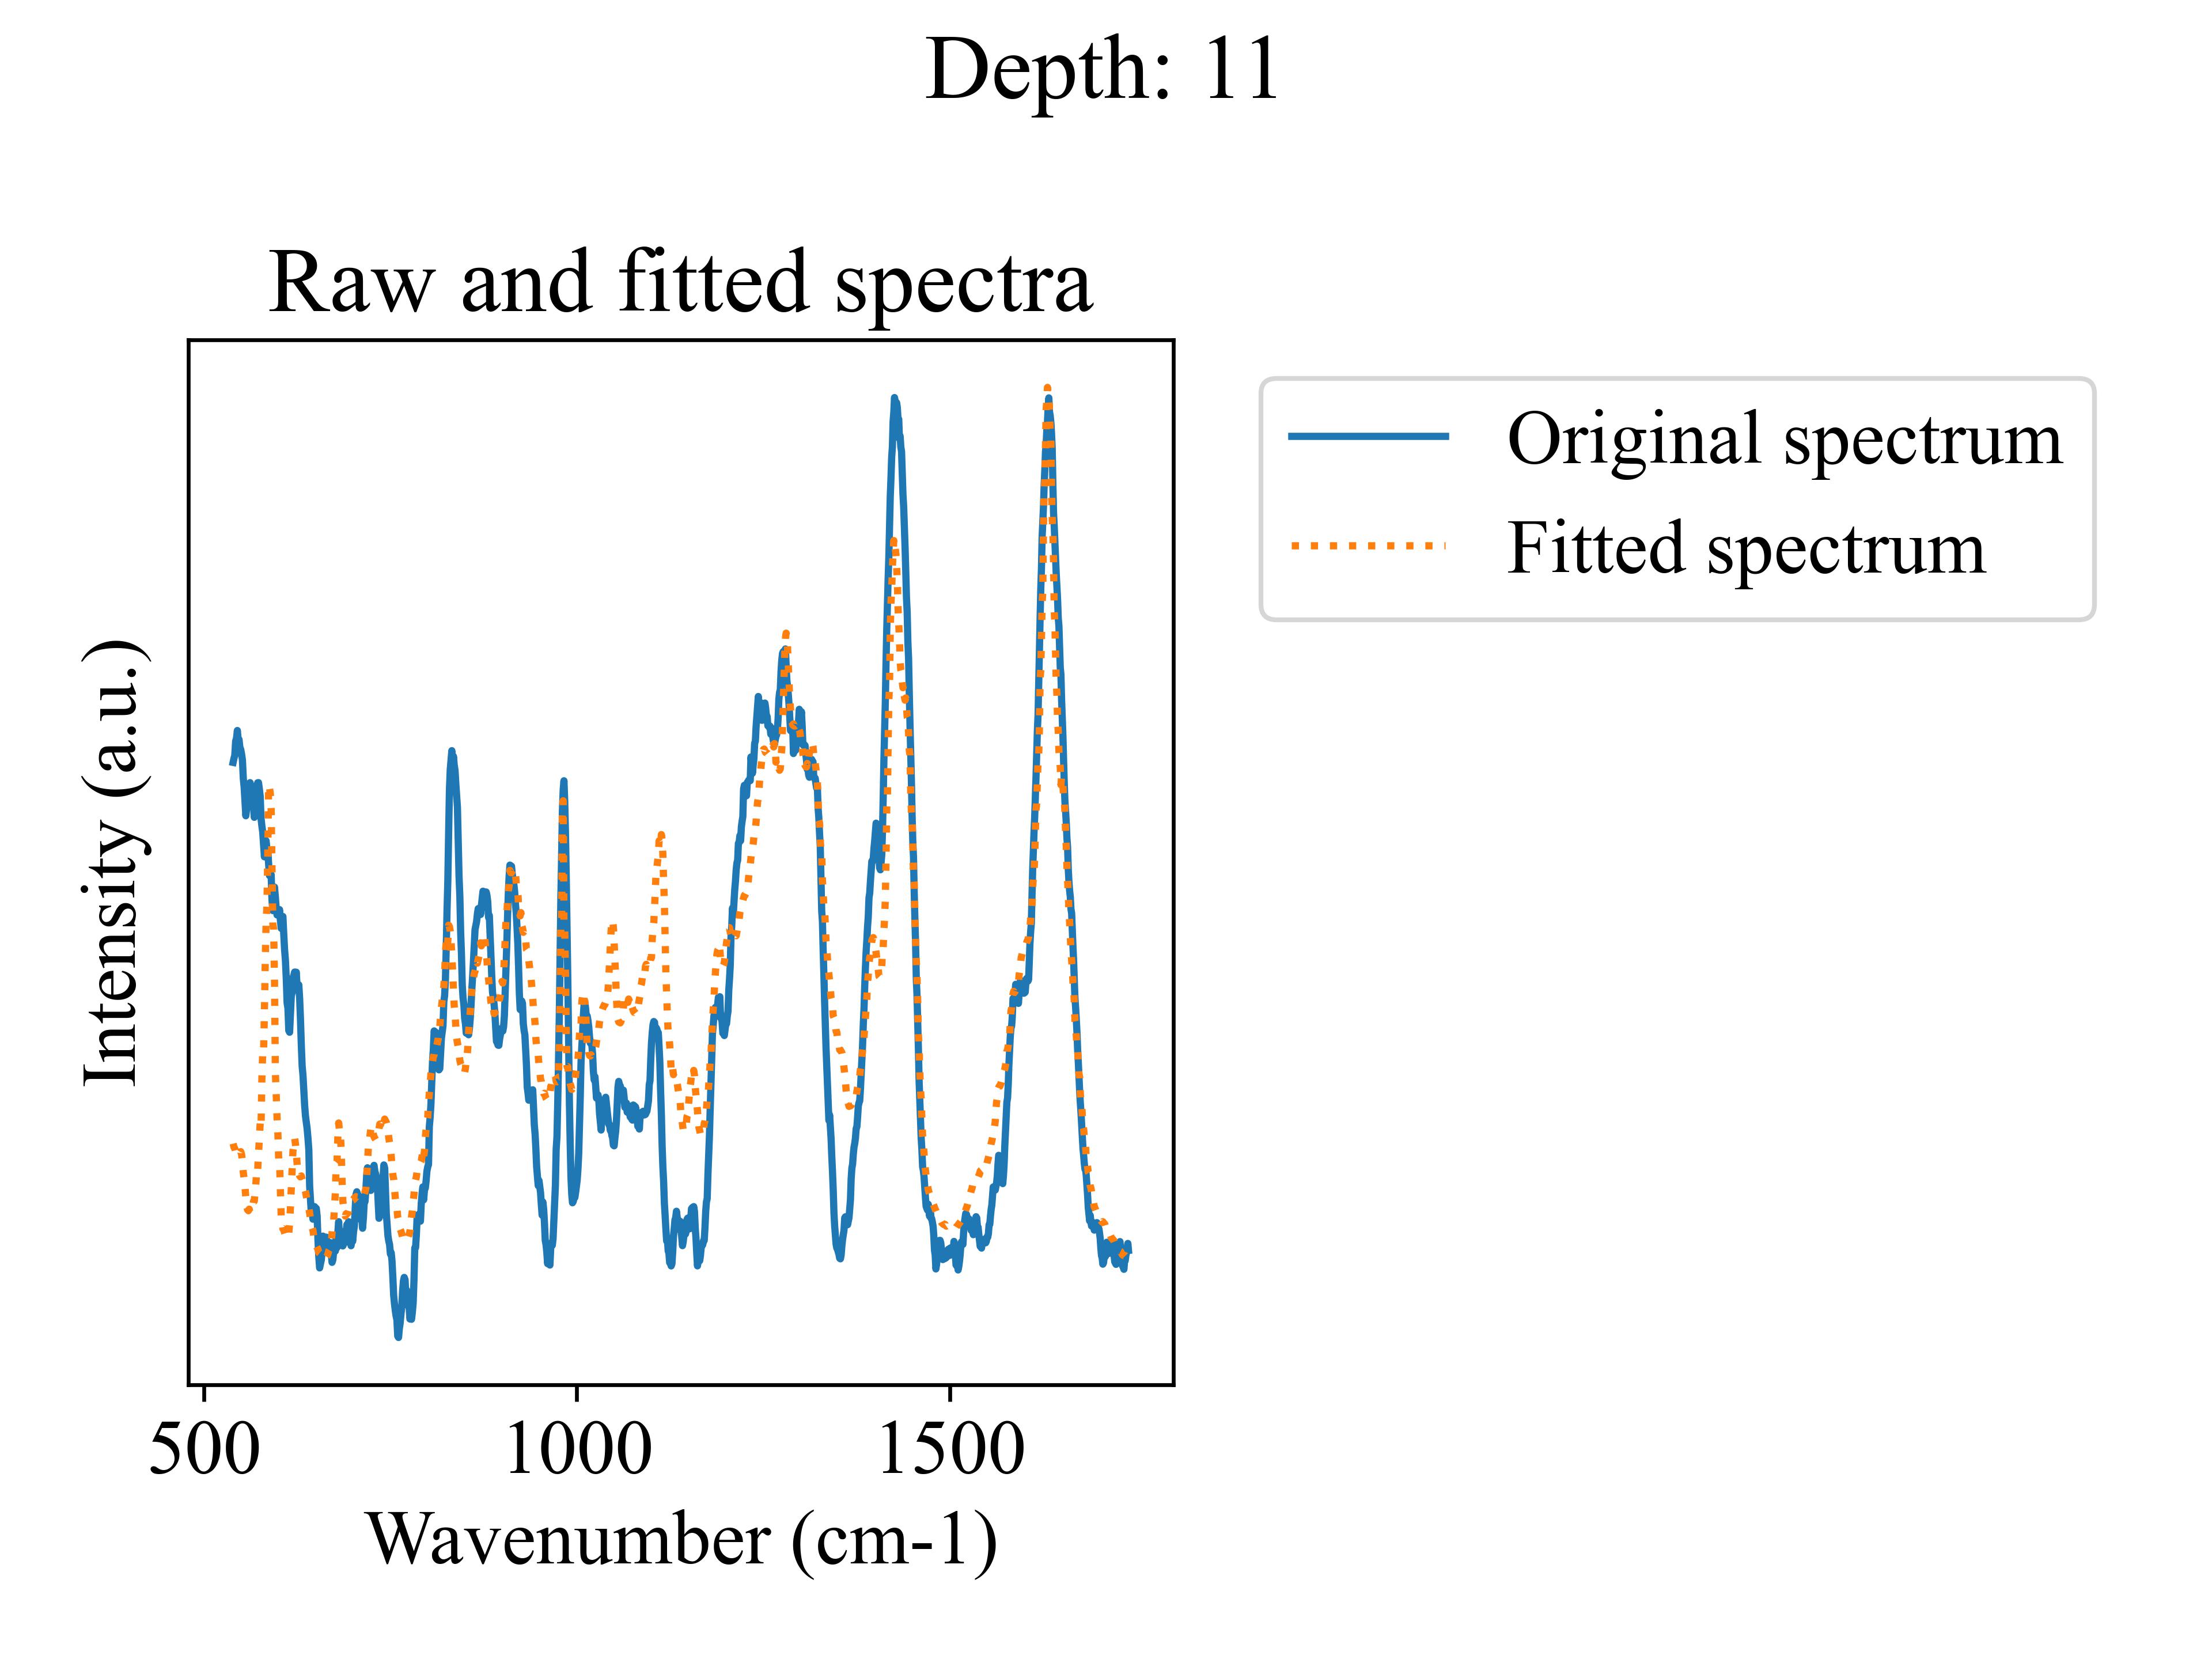 Depth: 11
Raw and fitted spectra
Intensity (a.u.)
Original spectrum
Fitted spectrum
500 1000 1500
Wavenumber (cm-1)